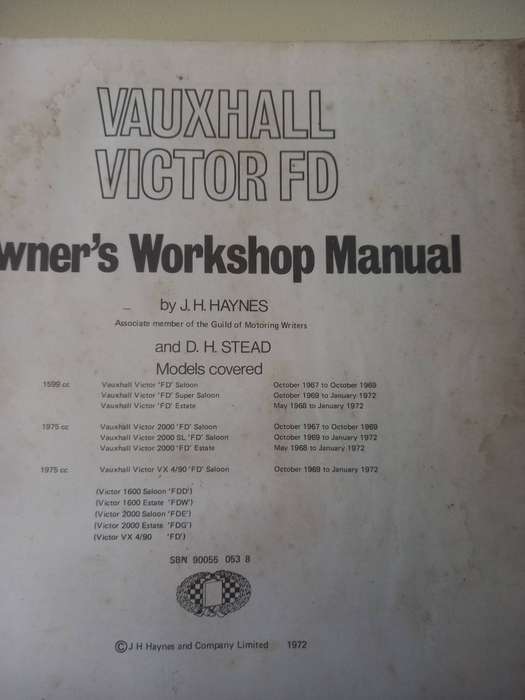 VAUXHALL
VICTOR FD
wner's Workshop Manual
by J. H. HAYNES
Associate member of the Guild of Motoring Writers
and D. H. STEAD
Models covered
1599 cc Vauxhall Victor 'FD' Saloon October 1967 to October 1969
Vauxhall Victor 'FD' Super Saloon October 1969 to January 1972
Vauxhall Victor 'FD' Estate May 1968 to January 1972
1975 cc Vauxhall Victor 2000 'FD' Saloon October 1967 to October 1969
Vauxhall Victor 2000 SL 'FD' Saloon October 1969 to January 1972
Vauxhall Victor 2000 'FD' Estate May 1968 to January 1972
1975 cc Vauxhall Victor VX 4/90 'FD' Saloon October 1969 to January 1972
(Victor 1600 Saloon 'FDD')
(Victor 1600 Estate 'FDW')
(Victor 2000 Saloon 'FDE')
(Victor 2000 Estate 'FDG')
(Victor VX 4/90 'FD')
SBN 90055 053 8
© J H Haynes and Company Limited 1972